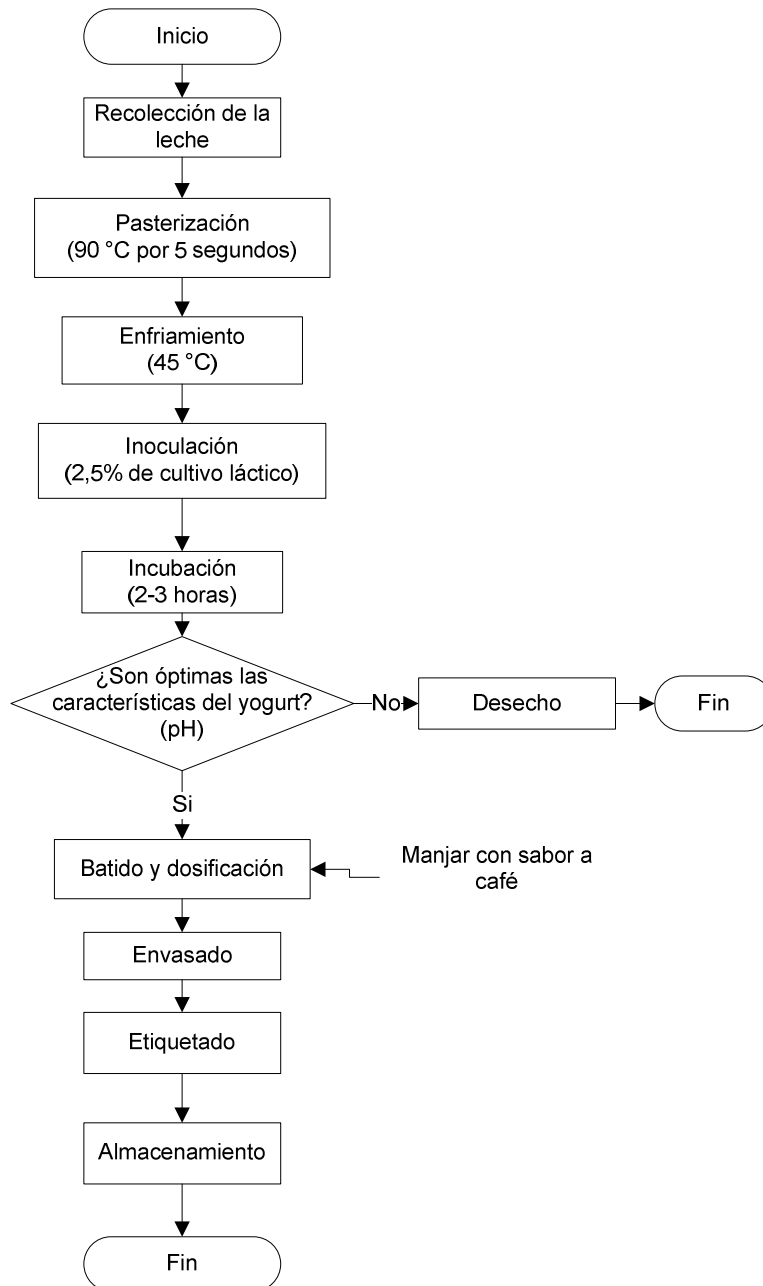 Inicio
Recolección de la
leche
Pasterización
(90 °C por 5 segundos)
Enfriamiento
(45 °C)
Inoculación
(2,5% de cultivo láctico)
Incubación
(2-3 horas)
¿Son óptimas las
características del yogurt?
(pH)
No
Desecho
Fin
Si
Batido y dosificación
Manjar con sabor a
café
Envasado
Etiquetado
Almacenamiento
Fin